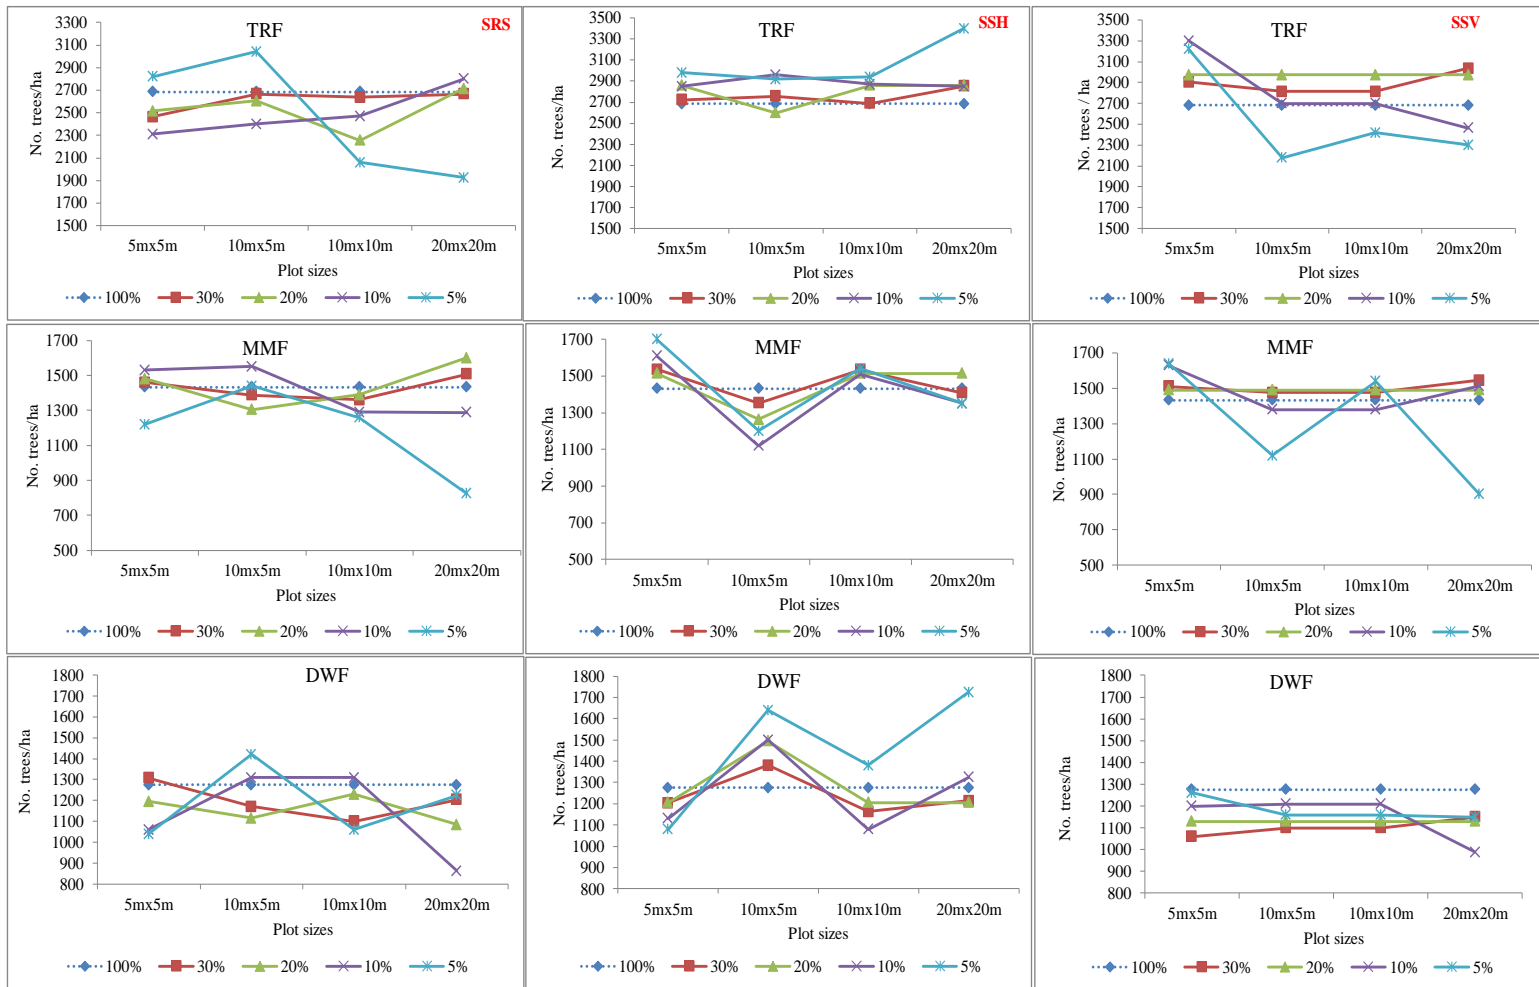 TRF
SRS
3300
3100
2900
2700
2500
2300
2100
1900
1700
1500
No. trees/ha
5mx5m 10mx5m 10mx10m 20mx20m
Plot sizes
100% 30% 20% 10% 5%
TRF
SSH
3500
3300
3100
2900
2700
2500
2300
2100
1900
1700
1500
No. trees/ha
5mx5m 10mx5m 10mx10m 20mx20m
Plot sizes
100% 30% 20% 10% 5%
TRF
SSV
3500
3300
3100
2900
2700
2500
2300
2100
1900
1700
1500
No. trees / ha
5mx5m 10mx5m 10mx10m 20mx20m
Plot sizes
100% 30% 20% 10% 5%
MMF
1700
1500
1300
1100
900
700
500
No. trees/ha
5mx5m 10mx5m 10mx10m 20mx20m
Plot sizes
100% 30% 20% 10% 5%
MMF
1700
1500
1300
1100
900
700
500
No. trees/ha
5mx5m 10mx5m 10mx10m 20mx20m
Plot sizes
100% 30% 20% 10% 5%
MMF
1700
1500
1300
1100
900
700
500
No. trees/ha
5mx5m 10mx5m 10mx10m 20mx20m
Plot sizes
100% 30% 20% 10% 5%
DWF
1800
1700
1600
1500
1400
1300
1200
1100
1000
900
800
No. trees/ha
5mx5m 10mx5m 10mx10m 20mx20m
Plot sizes
100% 30% 20% 10% 5%
DWF
1800
1700
1600
1500
1400
1300
1200
1100
1000
900
800
No. trees/ha
5mx5m 10mx5m 10mx10m 20mx20m
Plot sizes
100% 30% 20% 10% 5%
DWF
1800
1700
1600
1500
1400
1300
1200
1100
1000
900
800
No. trees/ha
5mx5m 10mx5m 10mx10m 20mx20m
Plot sizes
100% 30% 20% 10% 5%